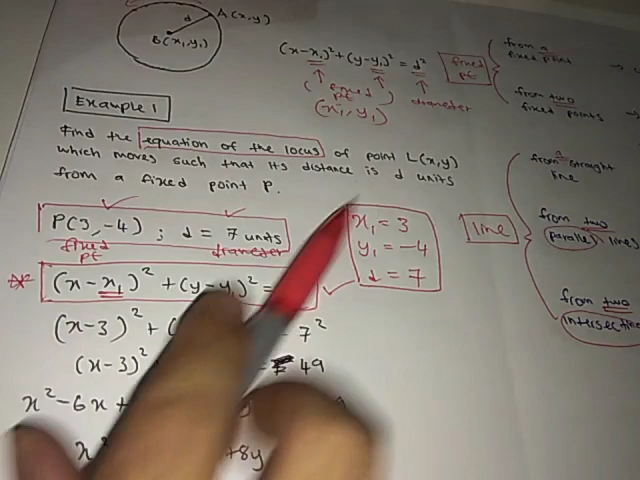 d A(x,y)
B(x₁,y₁)
(x-x₁)² + (y-y₁)² = d²
(fixed pt)
(x₁, y₁)
fixed pt
from a fixed point
from two fixed points
Example 1
Find the equation of the locus of point L(x,y)
which moves such that its distance is d units
from a fixed point P.
P(3,-4) ; d = 7 units
fixed pt
x₁ = 3
y₁ = -4
d = 7
line
from a straight line
from two parallel lines
from two
(x-x₁)² + (y-y₁)² =
(x-3)² + 7²
(x-3)² 49
x² - 6x +
+8y